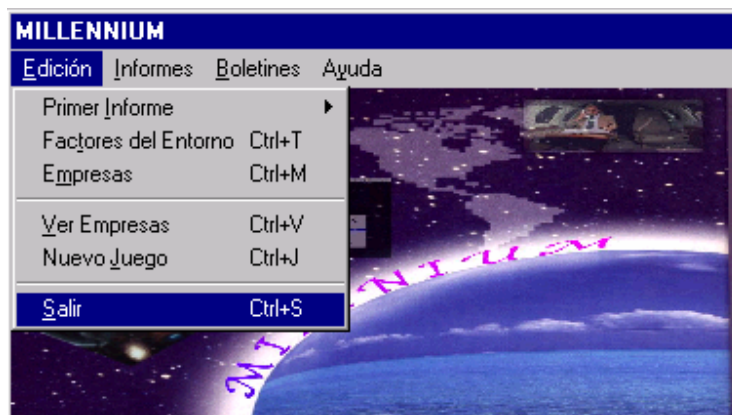 MILLENNIUM
Edición Informes Boletines Ayuda
Primer Informe
Factores del Entorno Ctrl+T
Empresas Ctrl+M
Ver Empresas Ctrl+V
Nuevo Juego Ctrl+J
Salir Ctrl+S